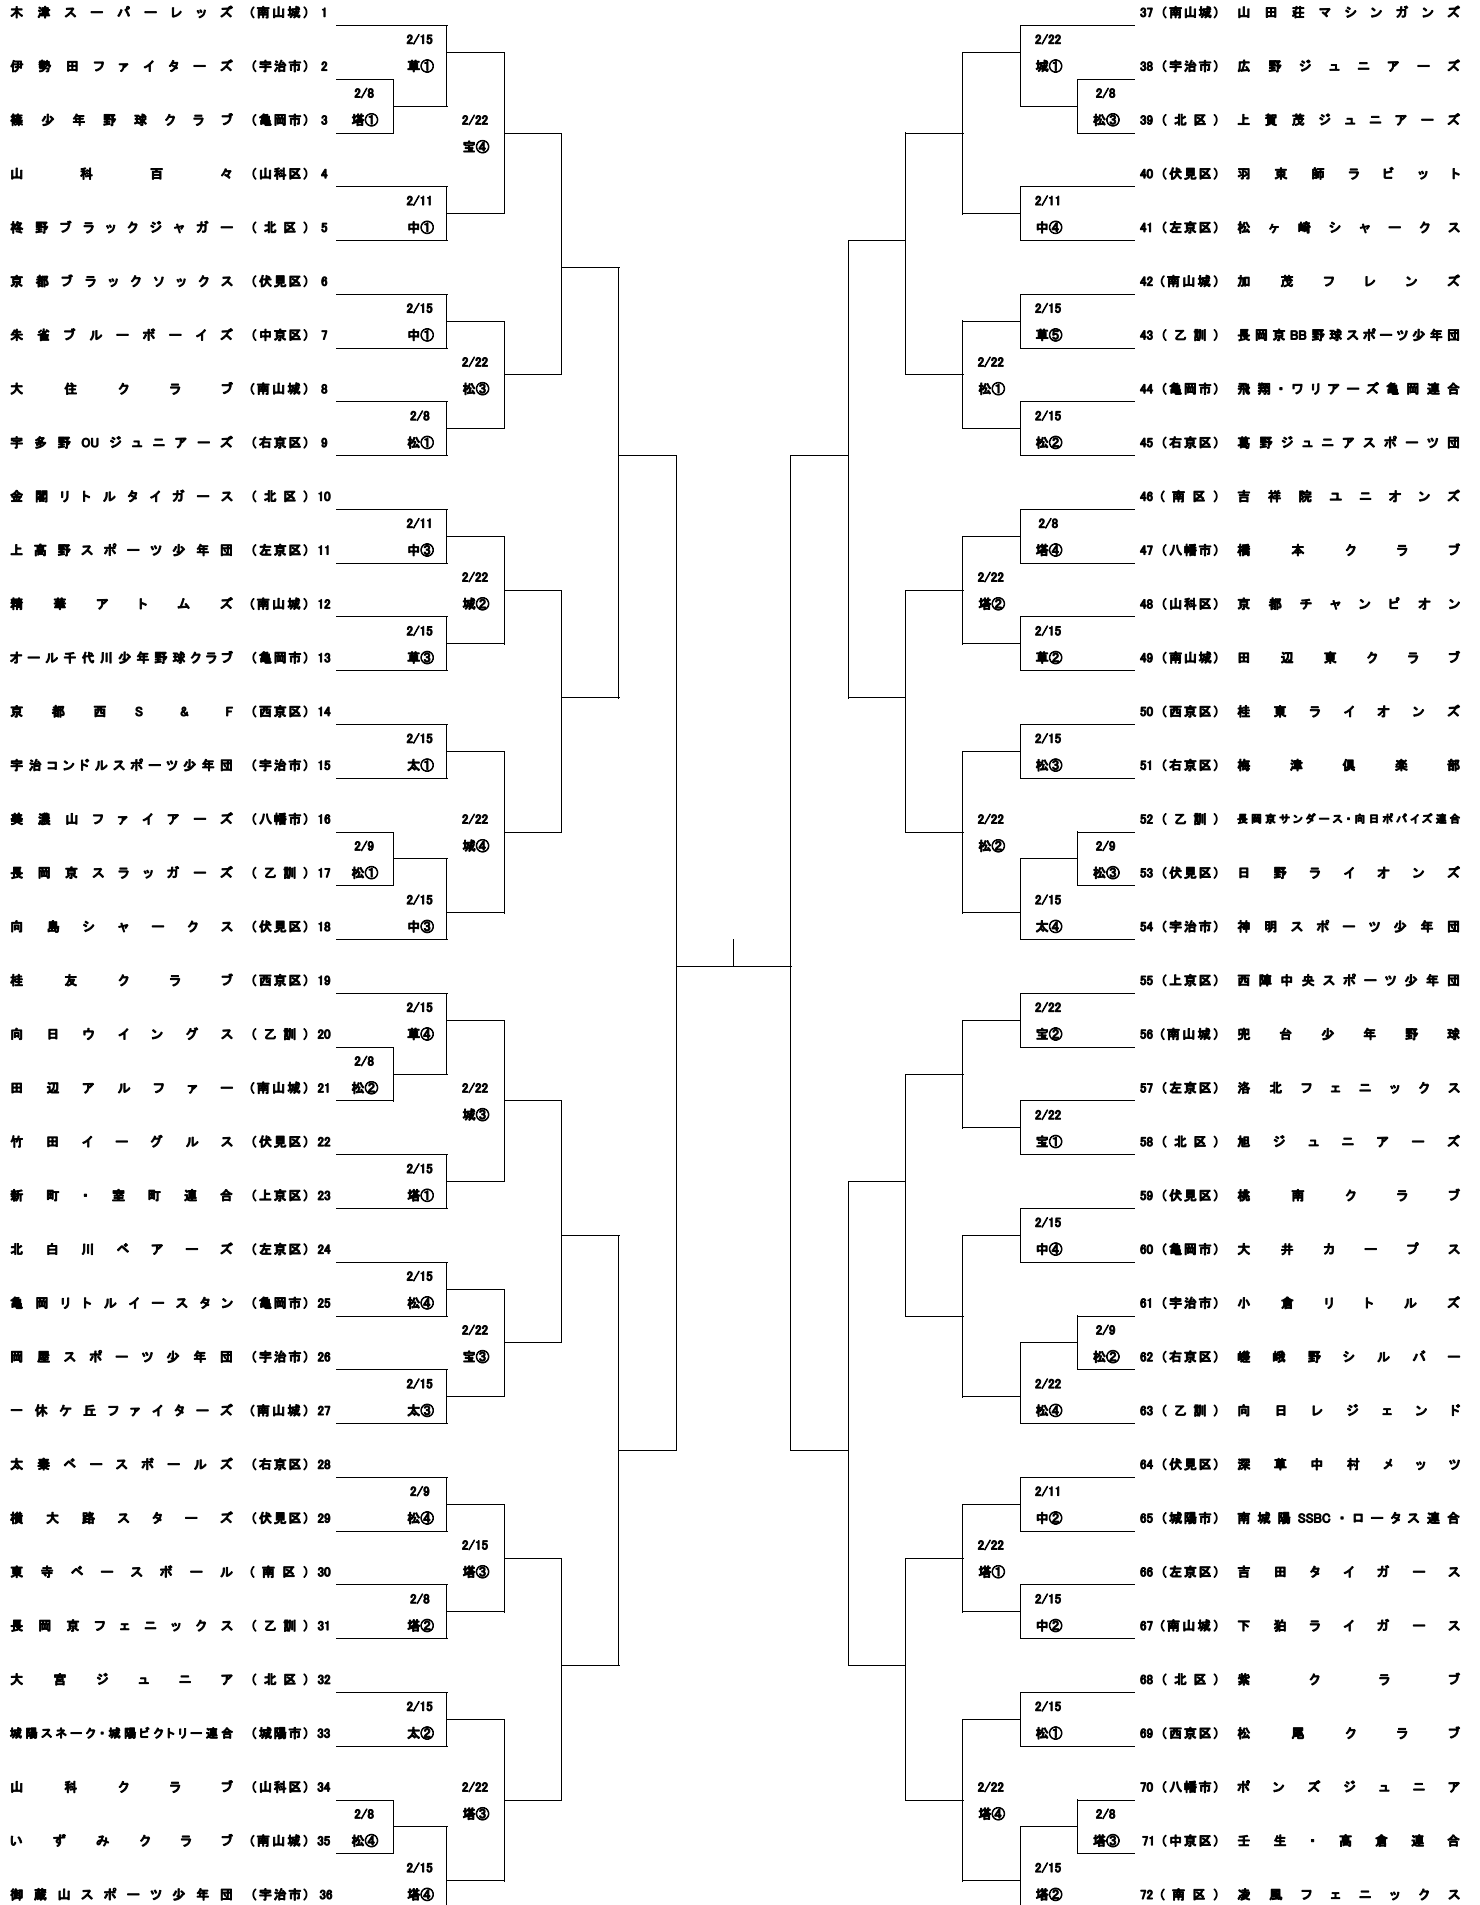 木津スーパーレッズ (南山城) 1
2/15
草①
伊勢田ファイターズ (宇治市) 2
2/8
塔①
篠少年野球クラブ (亀岡市) 3
2/22
宝④
山科百々 (山科区) 4
2/11
中①
柊野ブラックジャガー (北区) 5
京都ブラックソックス (伏見区) 6
2/15
中①
朱雀ブルーボーイズ (中京区) 7
2/22
松③
大住クラブ (南山城) 8
2/8
松①
宇多野OUジュニアーズ (右京区) 9
金閣リトルタイガース (北区) 10
2/11
中③
上高野スポーツ少年団 (左京区) 11
2/22
城②
精華アトムズ (南山城) 12
2/15
草③
オール千代川少年野球クラブ (亀岡市) 13
京都西S&F (西京区) 14
2/15
太①
宇治コンドルスポーツ少年団 (宇治市) 15
美濃山ファイアーズ (八幡市) 16
2/22
城④
2/9
松①
長岡京スラッガーズ (乙訓) 17
2/15
中③
向島シャークス (伏見区) 18
桂友クラブ (西京区) 19
2/15
草④
向日ウイングス (乙訓) 20
2/8
松②
田辺アルファー (南山城) 21
2/22
城③
竹田イーグルス (伏見区) 22
2/15
塔①
新町・室町連合 (上京区) 23
北白川ベアーズ (左京区) 24
2/15
松④
亀岡リトルイースタン (亀岡市) 25
2/22
宝③
岡屋スポーツ少年団 (宇治市) 26
2/15
太③
一休ケ丘ファイターズ (南山城) 27
太秦ベースボールズ (右京区) 28
2/9
松④
横大路スターズ (伏見区) 29
2/15
塔③
東寺ベースボール (南区) 30
2/8
塔②
長岡京フェニックス (乙訓) 31
大宮ジュニア (北区) 32
2/15
太②
城陽スネーク・城陽ビクトリー連合 (城陽市) 33
山科クラブ (山科区) 34
2/22
塔③
2/8
松④
いずみクラブ (南山城) 35
2/15
塔④
御蔵山スポーツ少年団 (宇治市) 36
37 (南山城) 山田荘マシンガンズ
2/22
城①
38 (宇治市) 広野ジュニアーズ
2/8
松③
39 (北区) 上賀茂ジュニアーズ
40 (伏見区) 羽束師ラビット
2/11
中④
41 (左京区) 松ヶ崎シャークス
42 (南山城) 加茂フレンズ
2/15
草⑤
43 (乙訓) 長岡京BB野球スポーツ少年団
2/22
松①
44 (亀岡市) 飛翔・ワリアーズ亀岡連合
2/15
松②
45 (右京区) 葛野ジュニアスポーツ団
46 (南区) 吉祥院ユニオンズ
2/8
塔④
47 (八幡市) 橋本クラブ
2/22
塔②
48 (山科区) 京都チャンピオン
2/15
草②
49 (南山城) 田辺東クラブ
50 (西京区) 桂東ライオンズ
2/15
松③
51 (右京区) 梅津倶楽部
52 (乙訓) 長岡京サンダース・向日ポパイズ連合
2/22
松②
2/9
松③
53 (伏見区) 日野ライオンズ
2/15
太④
54 (宇治市) 神明スポーツ少年団
55 (上京区) 西陣中央スポーツ少年団
2/22
宝②
56 (南山城) 兜台少年野球
57 (左京区) 洛北フェニックス
2/22
宝①
58 (北区) 旭ジュニアーズ
59 (伏見区) 桃南クラブ
2/15
中④
60 (亀岡市) 大井カープス
61 (宇治市) 小倉リトルズ
2/9
松②
62 (右京区) 嵯峨野シルバー
2/22
松④
63 (乙訓) 向日レジェンド
64 (伏見区) 深草中村メッツ
2/11
中②
65 (城陽市) 南城陽SSBC・ロータス連合
2/22
塔①
66 (左京区) 吉田タイガース
2/15
中②
67 (南山城) 下狛ライガース
68 (北区) 紫クラブ
2/15
松①
69 (西京区) 松尾クラブ
70 (八幡市) ポンズジュニア
2/22
塔④
2/8
塔③
71 (中京区) 壬生・高倉連合
2/15
塔②
72 (南区) 凌風フェニックス